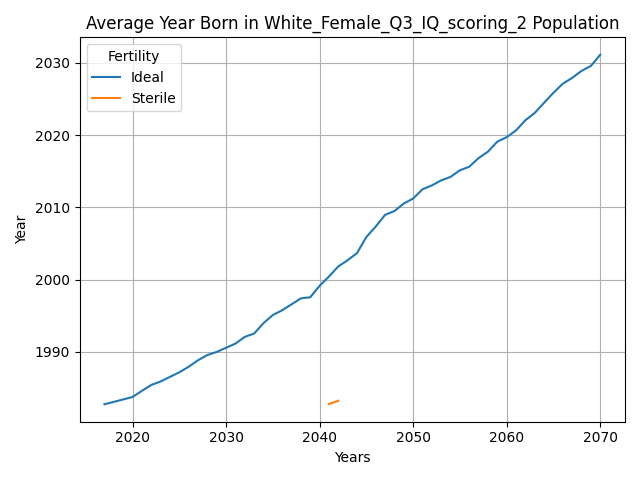 Average Year Born in White_Female_Q3_IQ_scoring_2 Population
Fertility
Ideal
Sterile
2030
2020
2010
2000
1990
Year
2020 2030 2040 2050 2060 2070
Years